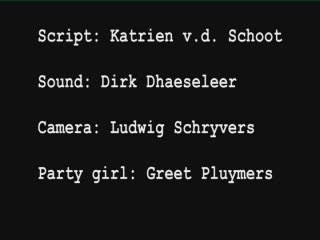 Script: Katrien v.d. Schoot
Sound: Dirk Dhaeseleer
Camera: Ludwig Schryvers
Party girl: Greet Pluymers